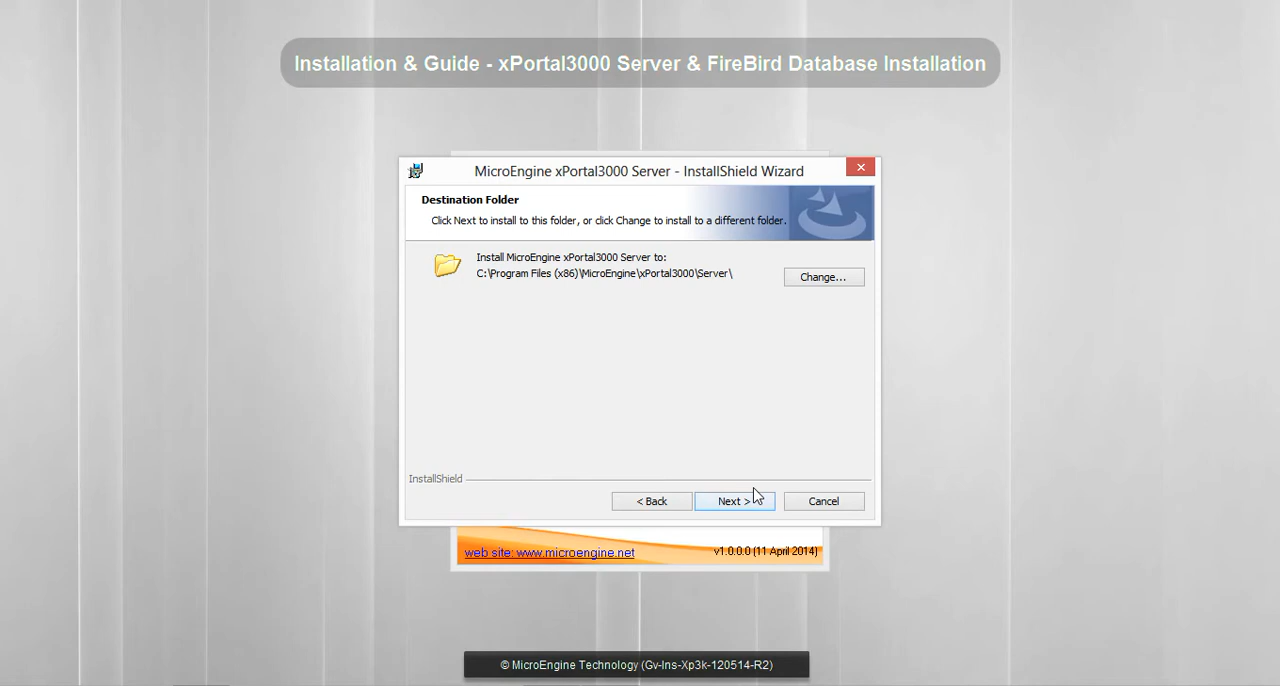 Installation & Guide - xPortal3000 Server & FireBird Database Installation
MicroEngine xPortal3000 Server - InstallShield Wizard
Destination Folder
Click Next to install to this folder, or click Change to install to a different folder.
Install MicroEngine xPortal3000 Server to:
C:\Program Files (x86)\MicroEngine\xPortal3000\Server\
Change...
InstallShield
< Back
Next >
Cancel
web site: www.microengine.net
v1.0.0.0 (11 April 2014)
© MicroEngine Technology (Gv-Ins-Xp3k-120514-R2)